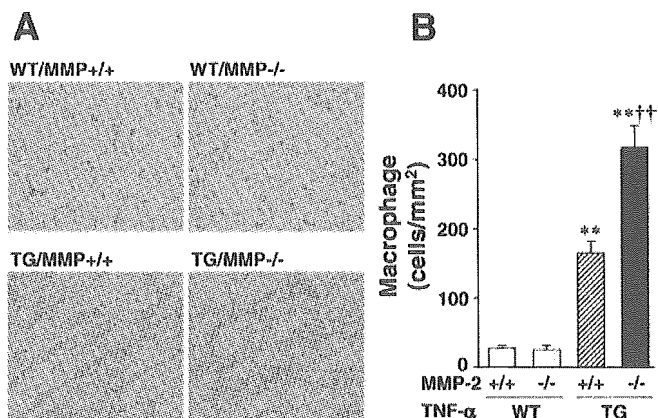 A
WT/MMP+/+ WT/MMP-/-
TG/MMP+/+ TG/MMP-/-
B
Macrophage
(cells/mm²)
400
300
200
100
0
**
**††
MMP-2 +/+ -/- +/+ -/-
TNF-α WT TG